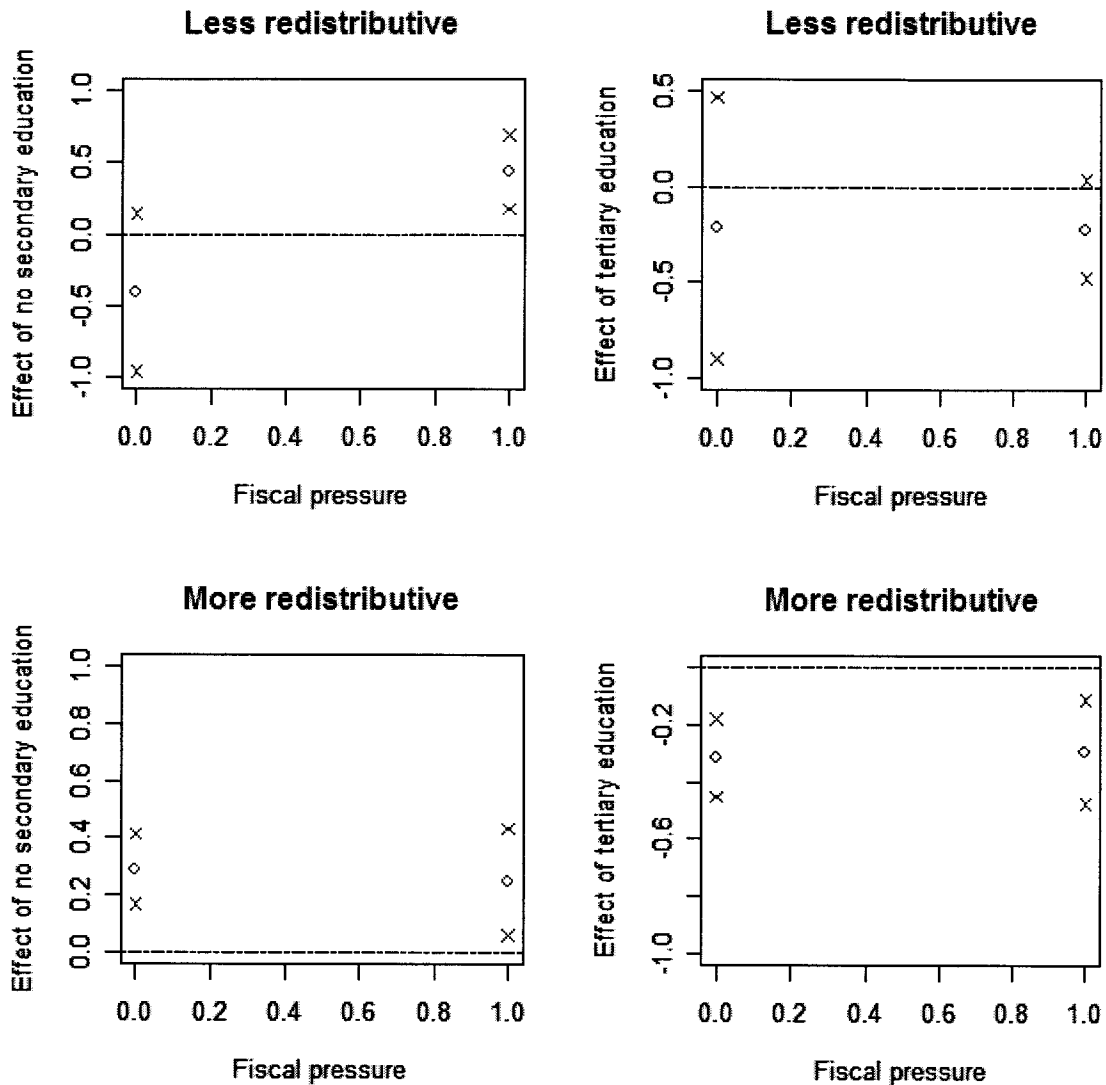 Less redistributive
Effect of no secondary education
1.0
0.5
0.0
-0.5
-1.0
0.0 0.2 0.4 0.6 0.8 1.0
Fiscal pressure
Less redistributive
Effect of tertiary education
0.5
0.0
-0.5
-1.0
0.0 0.2 0.4 0.6 0.8 1.0
Fiscal pressure
More redistributive
Effect of no secondary education
1.0
0.8
0.6
0.4
0.2
0.0
0.0 0.2 0.4 0.6 0.8 1.0
Fiscal pressure
More redistributive
Effect of tertiary education
-0.2
-0.6
-1.0
0.0 0.2 0.4 0.6 0.8 1.0
Fiscal pressure